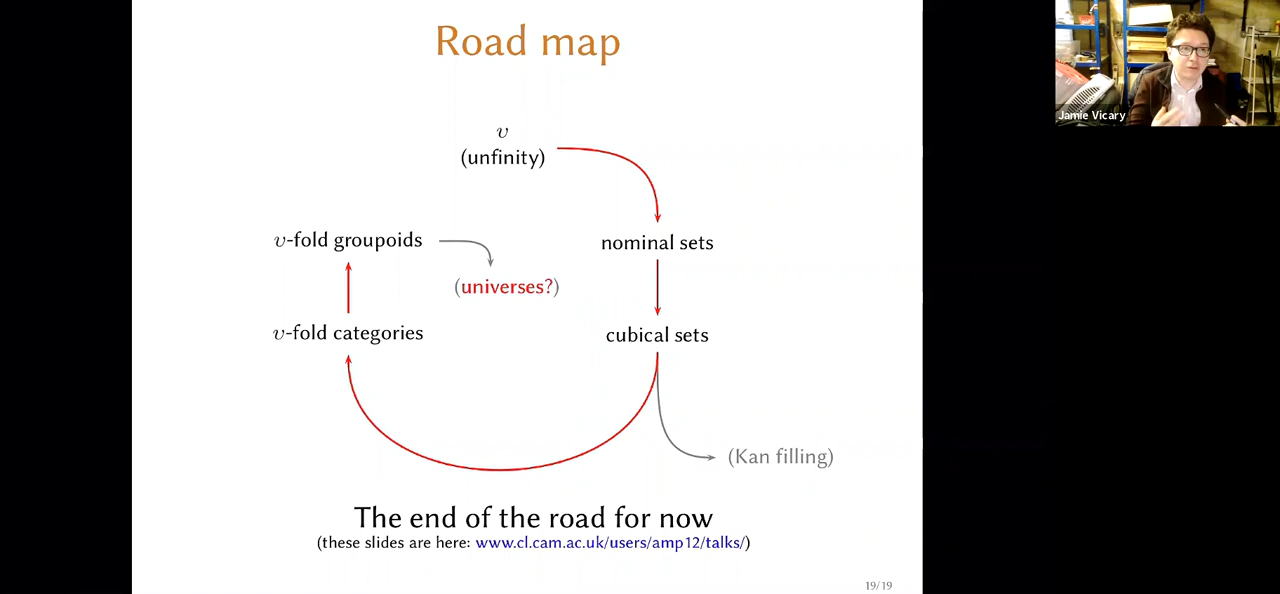 Road map
Jamie Vicary
υ
(unfinity)
υ-fold groupoids
nominal sets
(universes?)
υ-fold categories
cubical sets
(Kan filling)
The end of the road for now
(these slides are here: www.cl.cam.ac.uk/users/amp12/talks/)
19/19